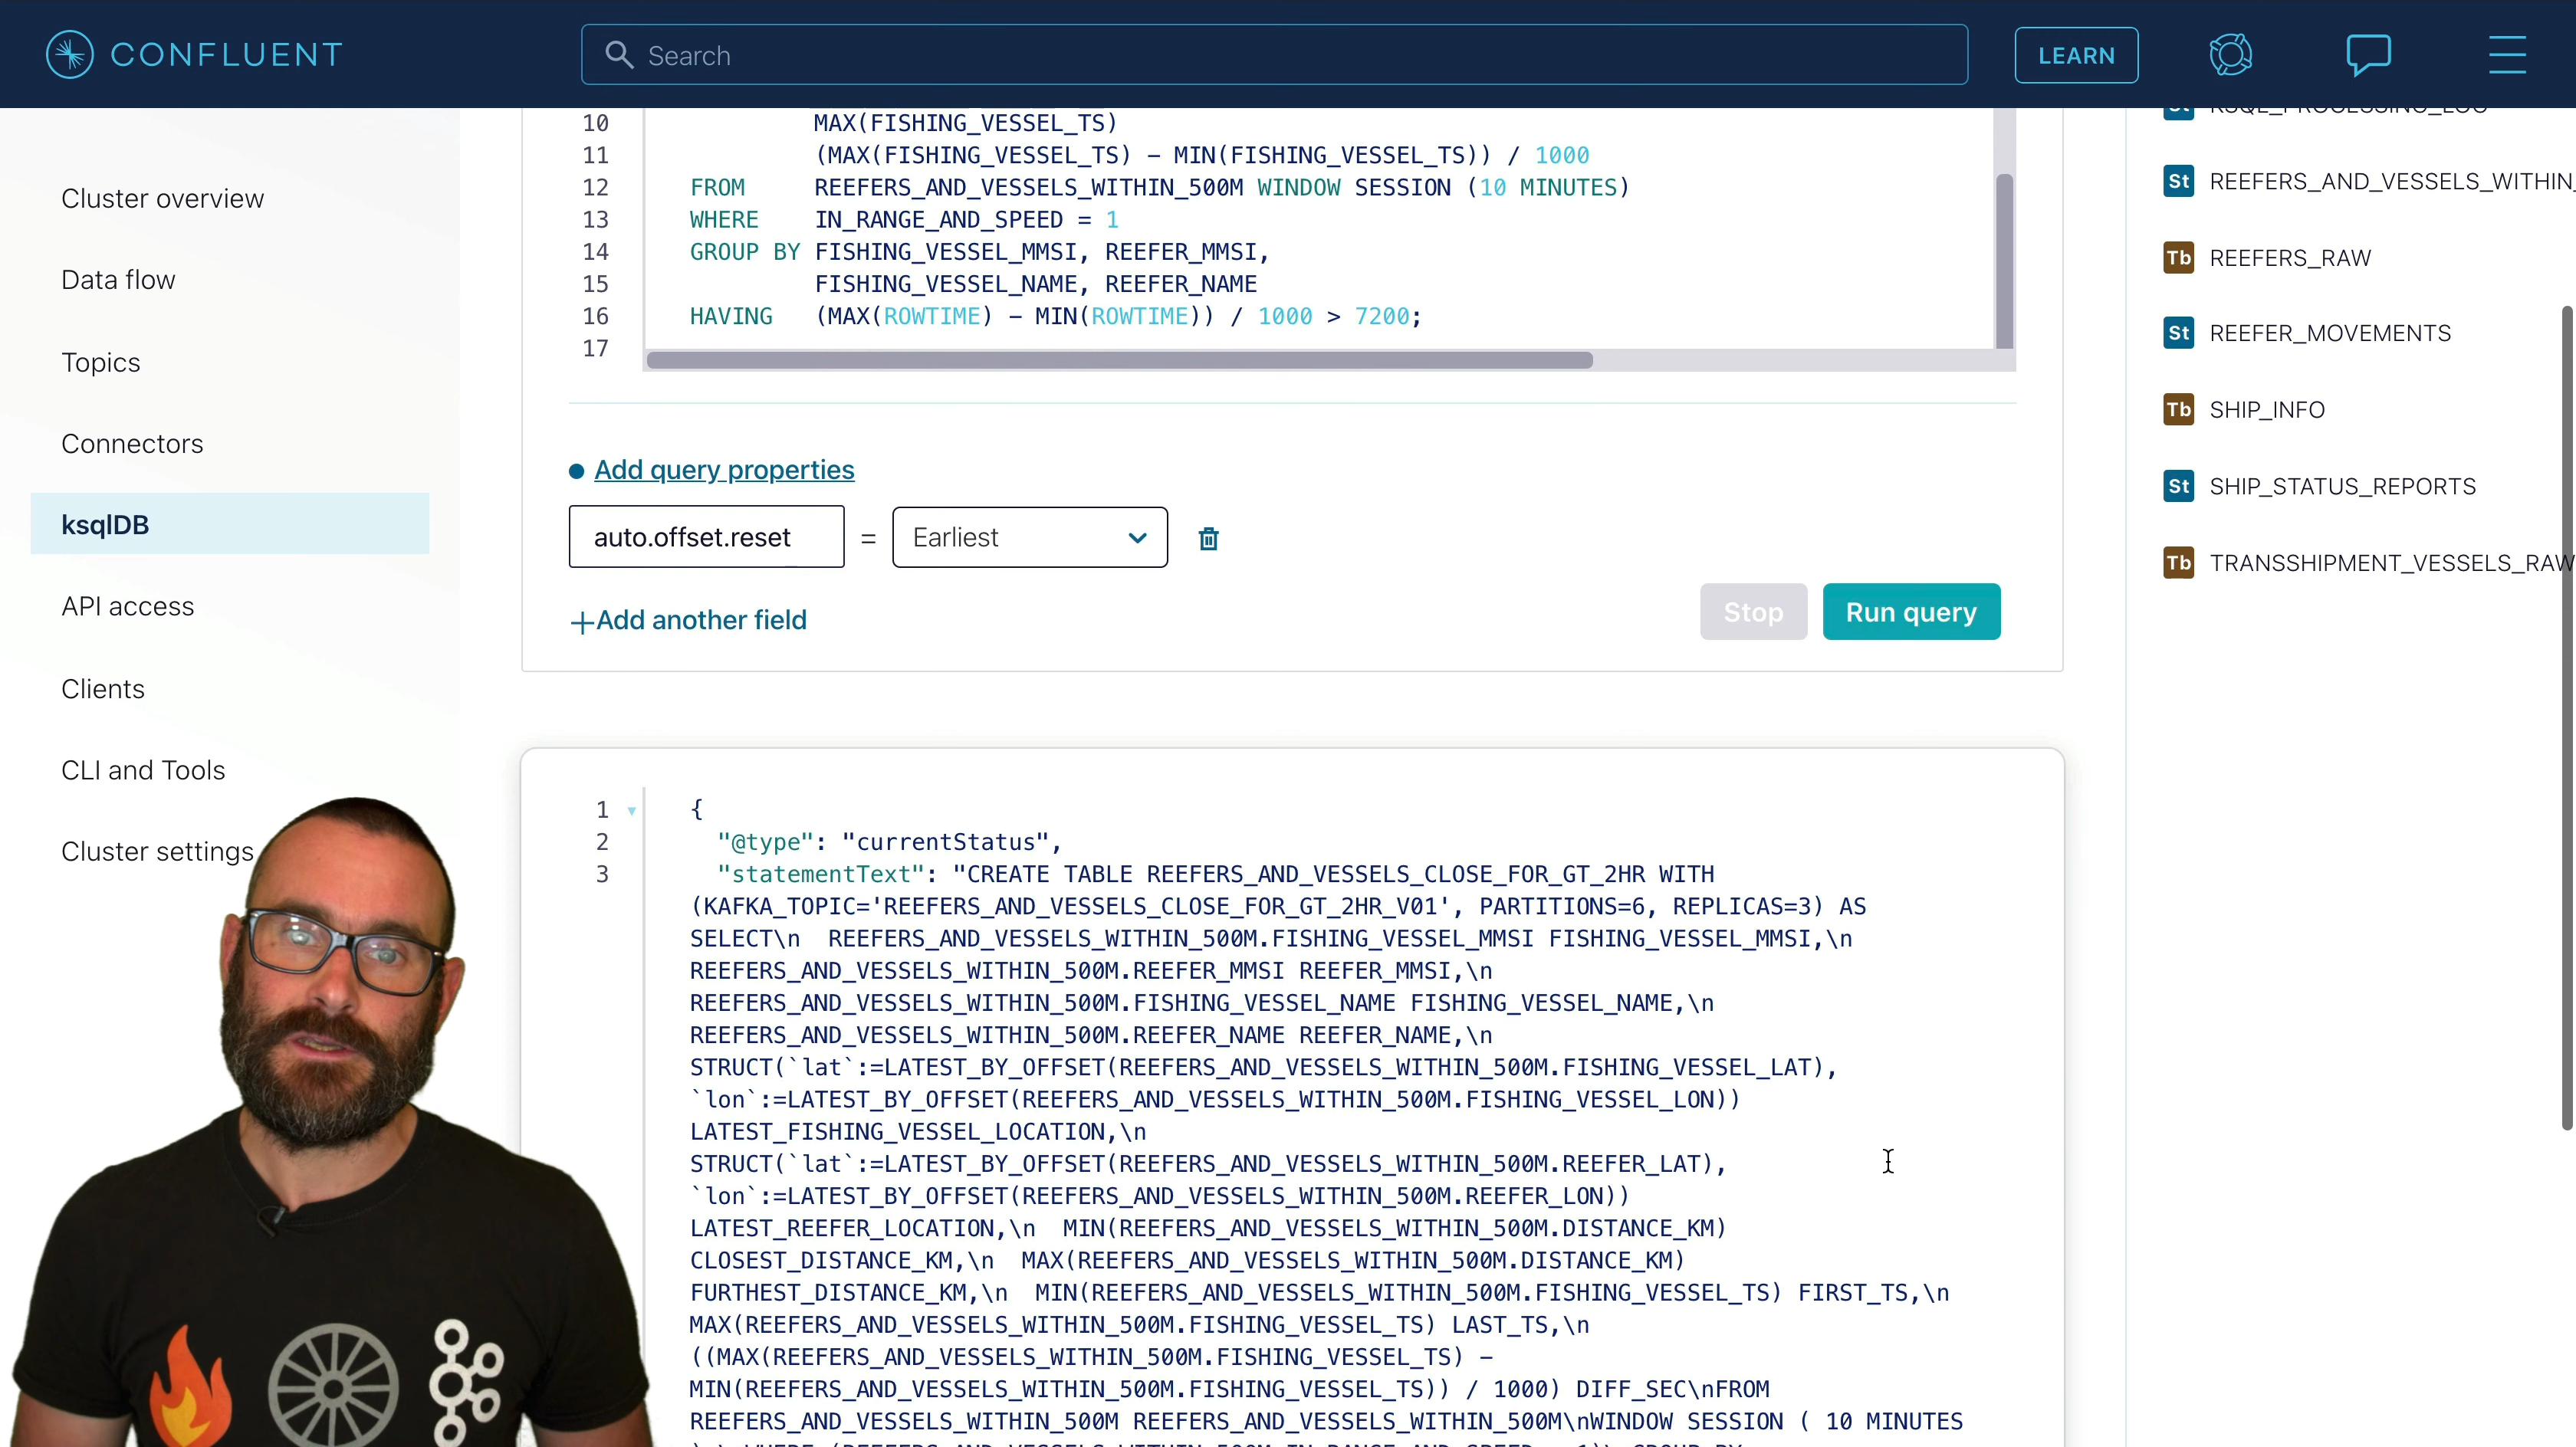 CONFLUENT
Search
LEARN
Cluster overview
Data flow
Topics
Connectors
ksqlDB
API access
Clients
CLI and Tools
Cluster settings
10 MAX(FISHING_VESSEL_TS)
11 (MAX(FISHING_VESSEL_TS) - MIN(FISHING_VESSEL_TS)) / 1000
12 FROM REEFERS_AND_VESSELS_WITHIN_500M WINDOW SESSION (10 MINUTES)
13 WHERE IN_RANGE_AND_SPEED = 1
14 GROUP BY FISHING_VESSEL_MMSI, REEFER_MMSI,
15 FISHING_VESSEL_NAME, REEFER_NAME
16 HAVING (MAX(ROWTIME) - MIN(ROWTIME)) / 1000 > 7200;
17
Add query properties
auto.offset.reset = Earliest
+Add another field
Stop
Run query
1 {
2 "@type": "currentStatus",
3 "statementText": "CREATE TABLE REEFERS_AND_VESSELS_CLOSE_FOR_GT_2HR WITH
(KAFKA_TOPIC='REEFERS_AND_VESSELS_CLOSE_FOR_GT_2HR_V01', PARTITIONS=6, REPLICAS=3) AS
SELECT\n REEFERS_AND_VESSELS_WITHIN_500M.FISHING_VESSEL_MMSI FISHING_VESSEL_MMSI,\n
REEFERS_AND_VESSELS_WITHIN_500M.REEFER_MMSI REEFER_MMSI,\n
REEFERS_AND_VESSELS_WITHIN_500M.FISHING_VESSEL_NAME FISHING_VESSEL_NAME,\n
REEFERS_AND_VESSELS_WITHIN_500M.REEFER_NAME REEFER_NAME,\n
STRUCT(`lat`:=LATEST_BY_OFFSET(REEFERS_AND_VESSELS_WITHIN_500M.FISHING_VESSEL_LAT),
`lon`:=LATEST_BY_OFFSET(REEFERS_AND_VESSELS_WITHIN_500M.FISHING_VESSEL_LON))
LATEST_FISHING_VESSEL_LOCATION,\n
STRUCT(`lat`:=LATEST_BY_OFFSET(REEFERS_AND_VESSELS_WITHIN_500M.REEFER_LAT),
`lon`:=LATEST_BY_OFFSET(REEFERS_AND_VESSELS_WITHIN_500M.REEFER_LON))
LATEST_REEFER_LOCATION,\n MIN(REEFERS_AND_VESSELS_WITHIN_500M.DISTANCE_KM)
CLOSEST_DISTANCE_KM,\n MAX(REEFERS_AND_VESSELS_WITHIN_500M.DISTANCE_KM)
FURTHEST_DISTANCE_KM,\n MIN(REEFERS_AND_VESSELS_WITHIN_500M.FISHING_VESSEL_TS) FIRST_TS,\n
MAX(REEFERS_AND_VESSELS_WITHIN_500M.FISHING_VESSEL_TS) LAST_TS,\n
((MAX(REEFERS_AND_VESSELS_WITHIN_500M.FISHING_VESSEL_TS) -
MIN(REEFERS_AND_VESSELS_WITHIN_500M.FISHING_VESSEL_TS)) / 1000) DIFF_SEC\nFROM
REEFERS_AND_VESSELS_WITHIN_500M REEFERS_AND_VESSELS_WITHIN_500M\nWINDOW SESSION ( 10 MINUTES
St REEFERS_AND_VESSELS_WITHIN_
Tb REEFERS_RAW
St REEFER_MOVEMENTS
Tb SHIP_INFO
St SHIP_STATUS_REPORTS
Tb TRANSSHIPMENT_VESSELS_RAW